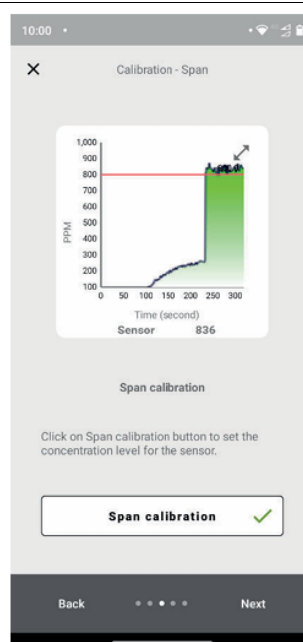 10:00
Calibration - Span
1,000
900
800
700
600
500
400
300
200
100
PPM
0 50 100 150 200 250 300
Time (second)
Sensor 836
Span calibration
Click on Span calibration button to set the
concentration level for the sensor.
Span calibration
Back Next